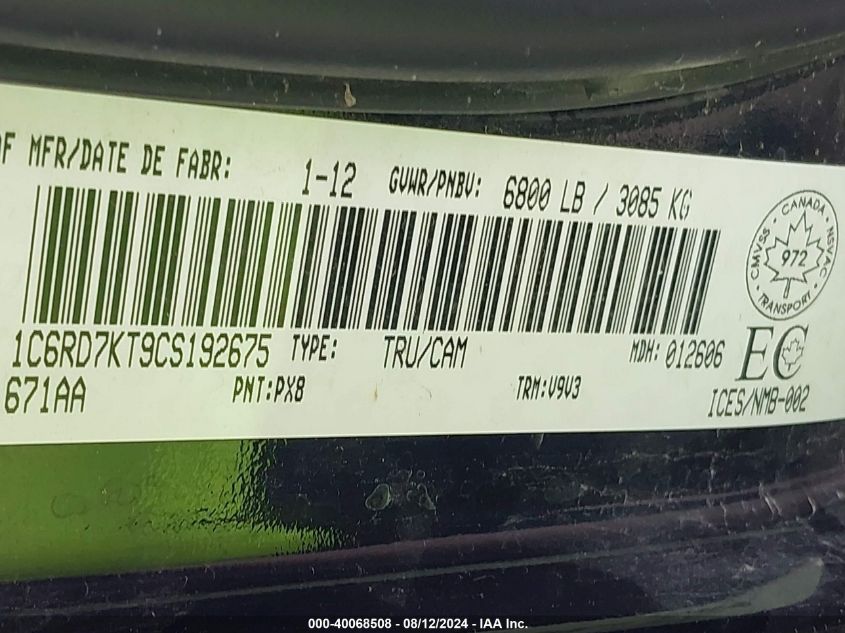 OF MFR/DATE DE FABR: 1-12 GVWR/PNBV: 6800 LB / 3085 KG
CANADA
CMVSS NSVAC
972
TRANSPORT
1C6RD7KT9CS192675 TYPE: TRU/CAM MDH: 012606 EC
671AA PNT:PX8 TRM:V9V3 ICES/NMB-002
000-40068508 - 08/12/2024 - IAA Inc.